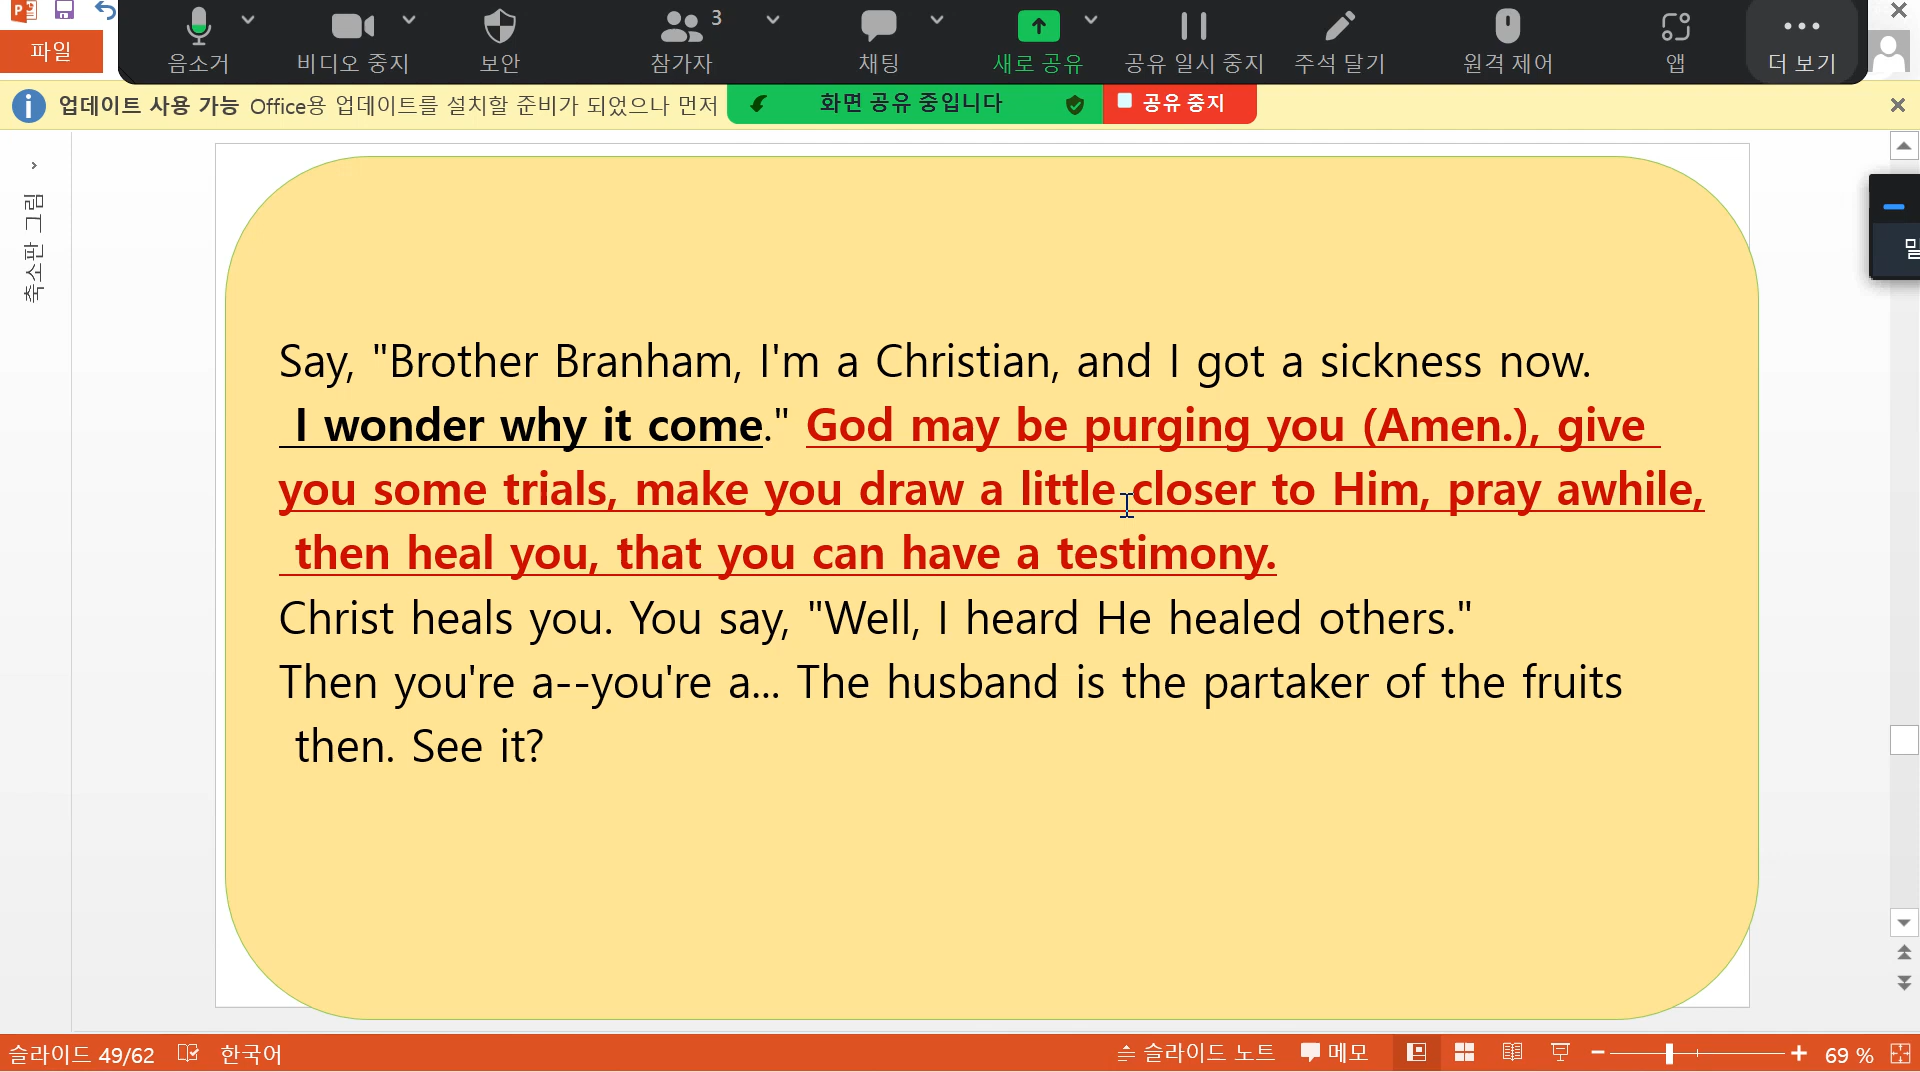 음소거
비디오 중지
보안
3
참가자
채팅
새로 공유
공유 일시 중지
주석 달기
원격 제어
앱
더 보기
파일
업데이트 사용 가능 Office용 업데이트를 설치할 준비가 되었으나 먼저
화면 공유 중입니다
공유 중지
축소판 그림
Say, "Brother Branham, I'm a Christian, and I got a sickness now.
I wonder why it come." God may be purging you (Amen.), give
you some trials, make you draw a little closer to Him, pray awhile,
then heal you, that you can have a testimony.
Christ heals you. You say, "Well, I heard He healed others."
Then you're a--you're a... The husband is the partaker of the fruits
then. See it?
슬라이드 49/62
한국어
슬라이드 노트
메모
69 %